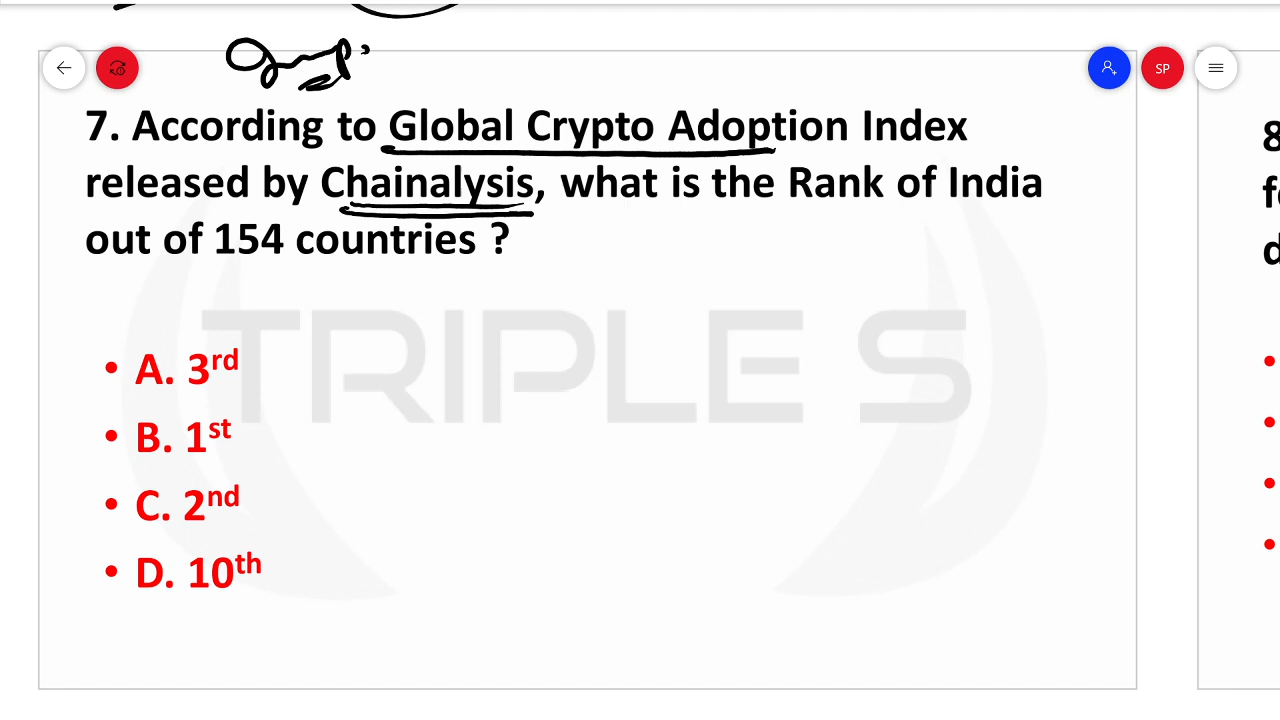 SP
7. According to Global Crypto Adoption Index
released by Chainalysis, what is the Rank of India
out of 154 countries ?
TRIPLE S
• A. 3rd
• B. 1st
• C. 2nd
• D. 10th
8